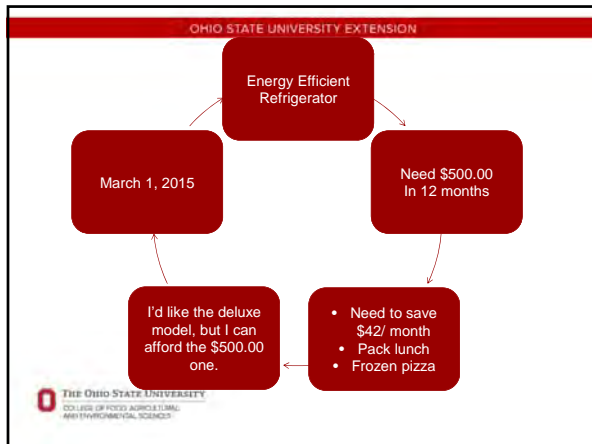 OHIO STATE UNIVERSITY EXTENSION
Energy Efficient
Refrigerator
Need $500.00
In 12 months
• Need to save
$42/ month
• Pack lunch
• Frozen pizza
I'd like the deluxe
model, but I can
afford the $500.00
one.
March 1, 2015
THE OHIO STATE UNIVERSITY
COLLEGE OF FOOD, AGRICULTURAL,
AND ENVIRONMENTAL SCIENCES